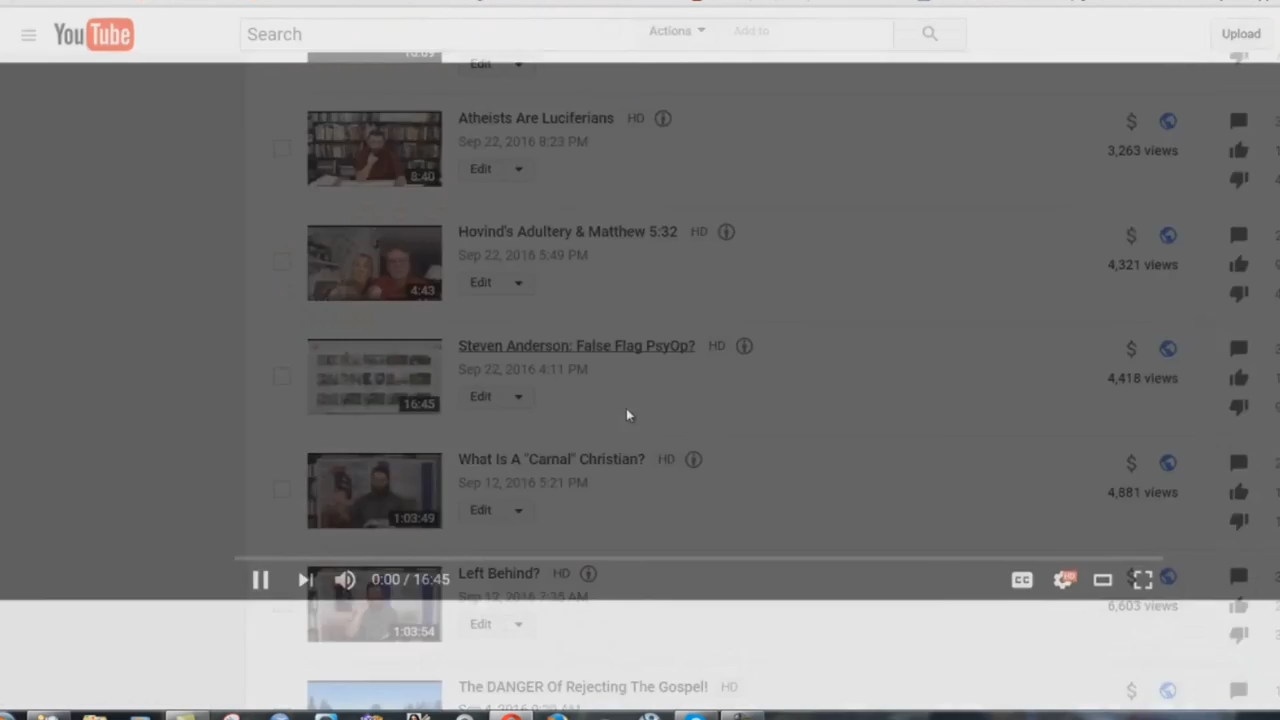 YouTube
Search
Actions
Add to
Upload
Edit
Atheists Are Luciferians HD
Sep 22, 2016 8:23 PM
Edit
8:40
3,263 views
Hovind's Adultery & Matthew 5:32 HD
Sep 22, 2016 5:49 PM
Edit
4:43
4,321 views
Steven Anderson: False Flag PsyOp? HD
Sep 22, 2016 4:11 PM
Edit
16:45
4,418 views
What Is A "Carnal" Christian? HD
Sep 12, 2016 5:21 PM
Edit
1:03:49
4,881 views
Left Behind? HD
0:00 / 16:45
CC
HD
Edit
1:03:54
6,603 views
The DANGER Of Rejecting The Gospel! HD